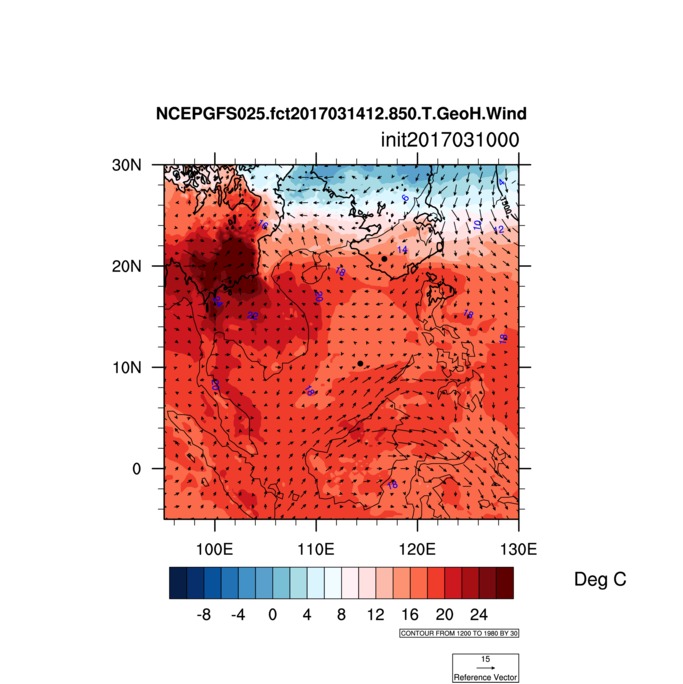 NCEPGFS025.fct2017031412.850.T.GeoH.Wind
init2017031000
30N
20N
10N
0
100E 110E 120E 130E
-8 -4 0 4 8 12 16 20 24
Deg C
CONTOUR FROM 1200 TO 1980 BY 30
15
Reference Vector